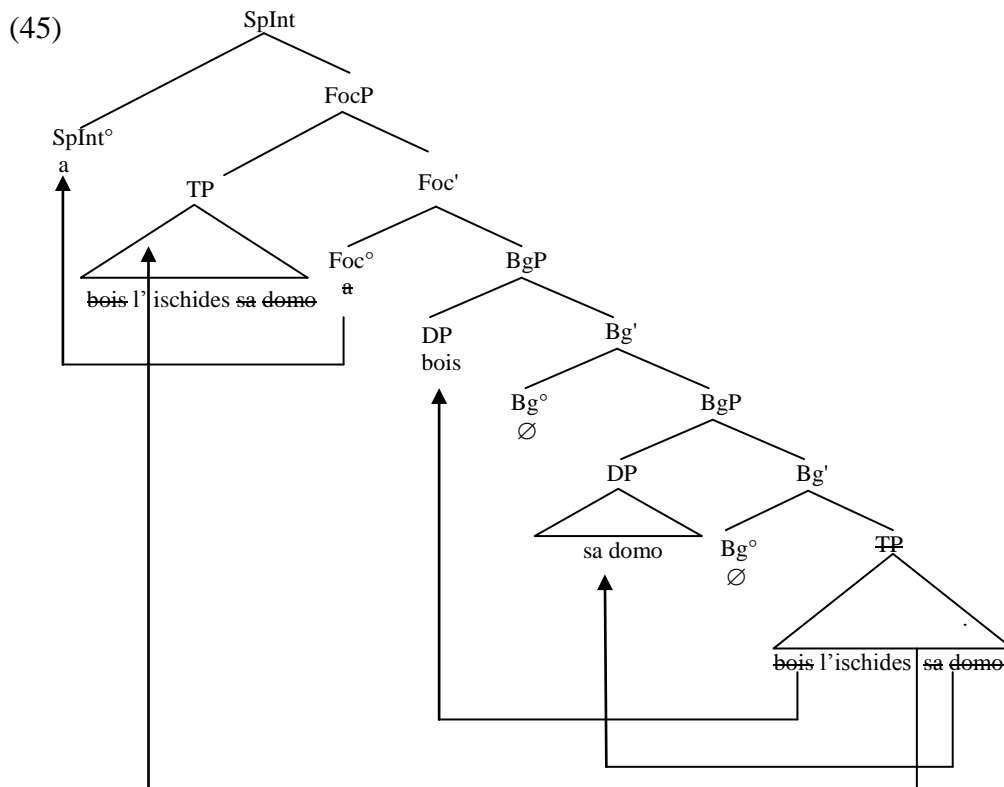 (45)
SpInt
FocP
SpInt°
a
TP
Foc'
Foc°
a
BgP
bois l' ischides sa domo
DP
bois
Bg'
Bg°
∅
BgP
DP
Bg'
sa domo
Bg°
∅
TP
bois l'ischides sa domo